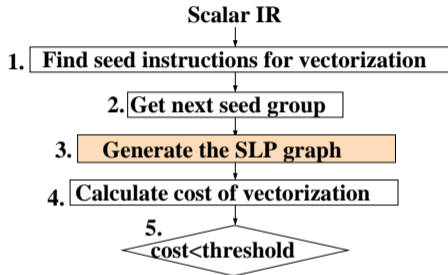 Scalar IR
1. Find seed instructions for vectorization
2. Get next seed group
3. Generate the SLP graph
4. Calculate cost of vectorization
5.
cost<threshold